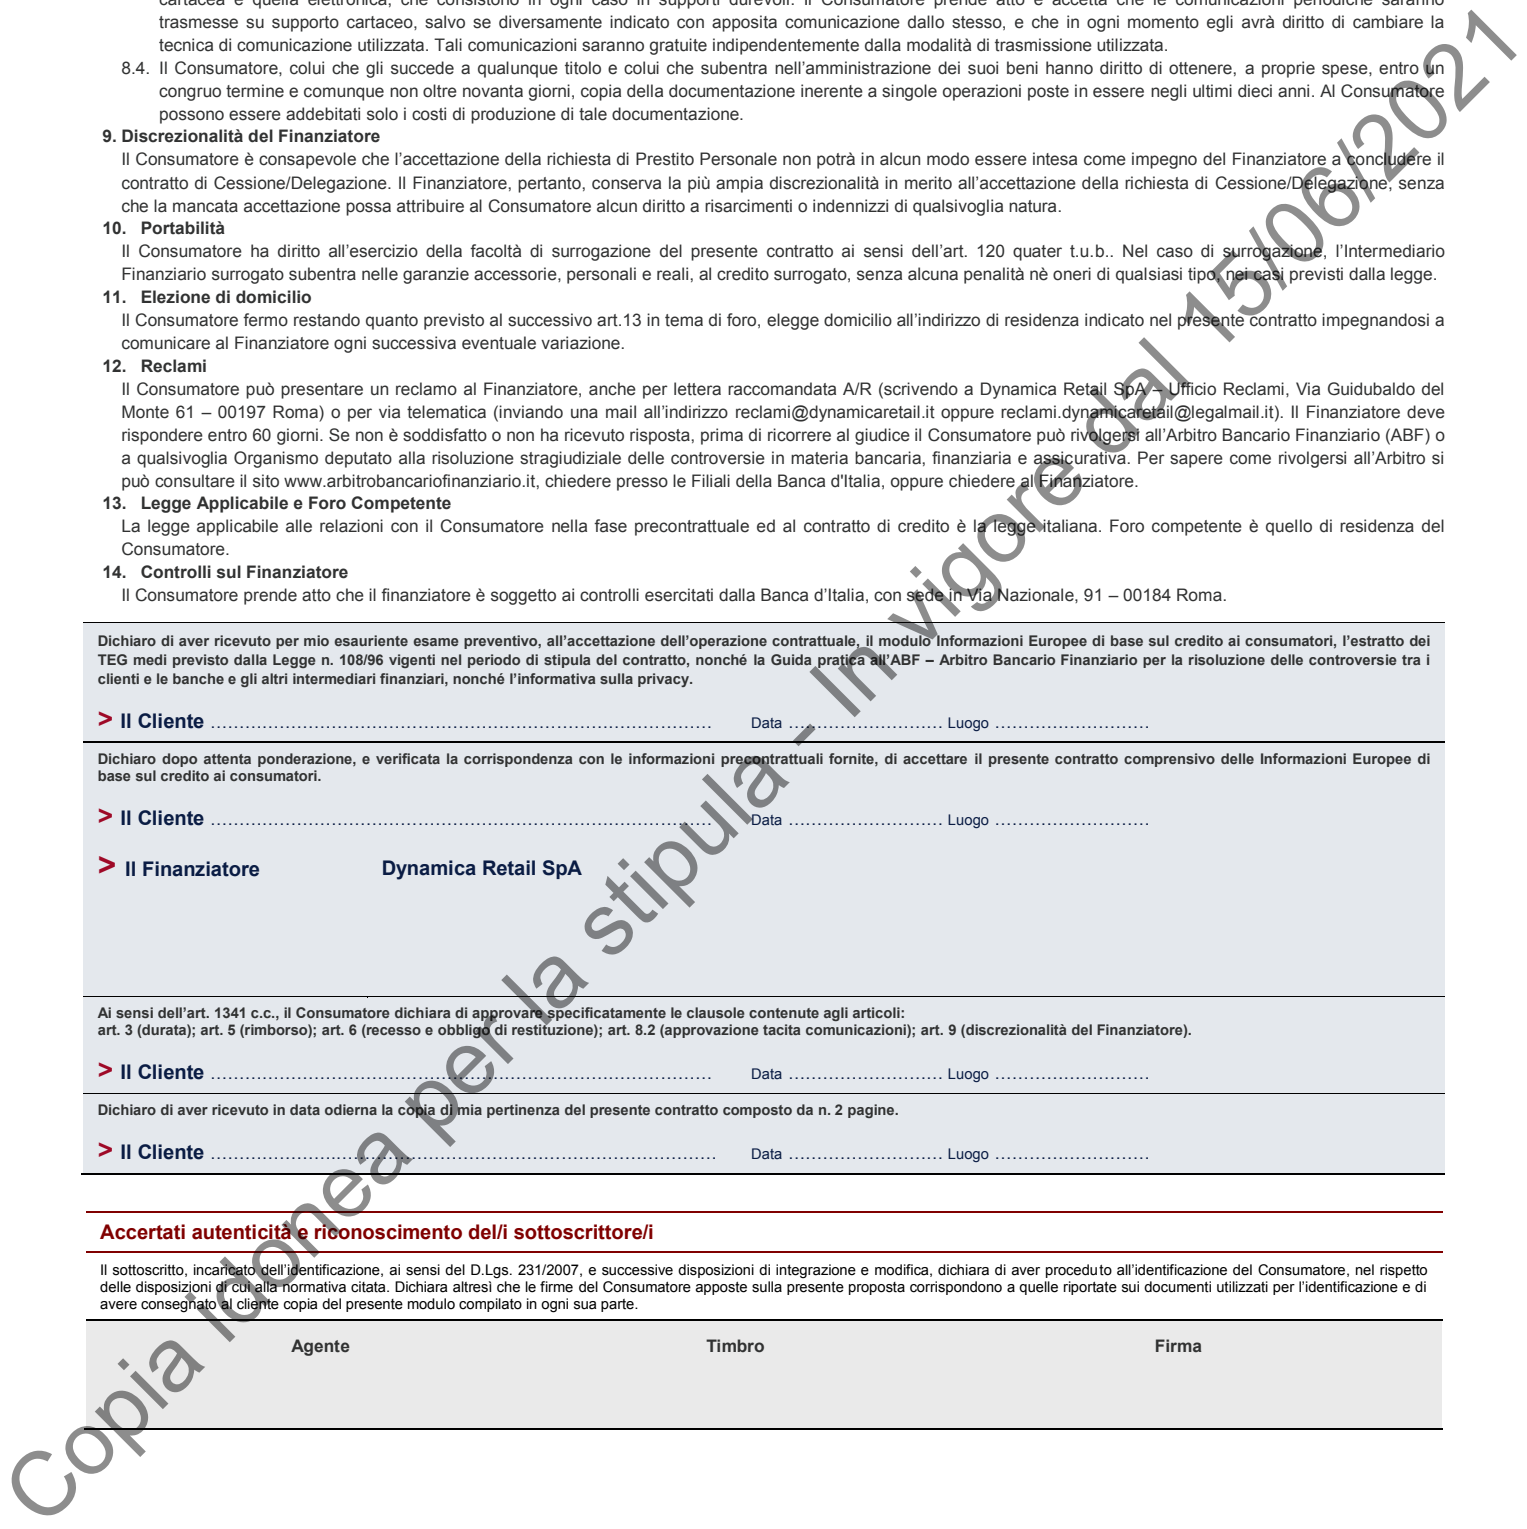 cartacea e quella elettronica, che consistono in ogni caso in supporti durevoli. Il Consumatore prende atto e accetta che le comunicazioni periodiche saranno
trasmesse su supporto cartaceo, salvo se diversamente indicato con apposita comunicazione dallo stesso, e che in ogni momento egli avrà diritto di cambiare la
tecnica di comunicazione utilizzata. Tali comunicazioni saranno gratuite indipendentemente dalla modalità di trasmissione utilizzata.
8.4. Il Consumatore, colui che gli succede a qualunque titolo e colui che subentra nell’amministrazione dei suoi beni hanno diritto di ottenere, a proprie spese, entro un
congruo termine e comunque non oltre novanta giorni, copia della documentazione inerente a singole operazioni poste in essere negli ultimi dieci anni. Al Consumatore
possono essere addebitati solo i costi di produzione di tale documentazione.
9. Discrezionalità del Finanziatore
Il Consumatore è consapevole che l’accettazione della richiesta di Prestito Personale non potrà in alcun modo essere intesa come impegno del Finanziatore a concludere il
contratto di Cessione/Delegazione. Il Finanziatore, pertanto, conserva la più ampia discrezionalità in merito all’accettazione della richiesta di Cessione/Delegazione, senza
che la mancata accettazione possa attribuire al Consumatore alcun diritto a risarcimenti o indennizzi di qualsivoglia natura.
10. Portabilità
Il Consumatore ha diritto all’esercizio della facoltà di surrogazione del presente contratto ai sensi dell’art. 120 quater t.u.b.. Nel caso di surrogazione, l’Intermediario
Finanziario surrogato subentra nelle garanzie accessorie, personali e reali, al credito surrogato, senza alcuna penalità nè oneri di qualsiasi tipo, nei casi previsti dalla legge.
11. Elezione di domicilio
Il Consumatore fermo restando quanto previsto al successivo art.13 in tema di foro, elegge domicilio all’indirizzo di residenza indicato nel presente contratto impegnandosi a
comunicare al Finanziatore ogni successiva eventuale variazione.
12. Reclami
Il Consumatore può presentare un reclamo al Finanziatore, anche per lettera raccomandata A/R (scrivendo a Dynamica Retail SpA – Ufficio Reclami, Via Guidubaldo del
Monte 61 – 00197 Roma) o per via telematica (inviando una mail all’indirizzo reclami@dynamicaretail.it oppure reclami.dynamicaretail@legalmail.it). Il Finanziatore deve
rispondere entro 60 giorni. Se non è soddisfatto o non ha ricevuto risposta, prima di ricorrere al giudice il Consumatore può rivolgersi all’Arbitro Bancario Finanziario (ABF) o
a qualsivoglia Organismo deputato alla risoluzione stragiudiziale delle controversie in materia bancaria, finanziaria e assicurativa. Per sapere come rivolgersi all’Arbitro si
può consultare il sito www.arbitrobancariofinanziario.it, chiedere presso le Filiali della Banca d'Italia, oppure chiedere al Finanziatore.
13. Legge Applicabile e Foro Competente
La legge applicabile alle relazioni con il Consumatore nella fase precontrattuale ed al contratto di credito è la legge italiana. Foro competente è quello di residenza del
Consumatore.
14. Controlli sul Finanziatore
Il Consumatore prende atto che il finanziatore è soggetto ai controlli esercitati dalla Banca d’Italia, con sede in Via Nazionale, 91 – 00184 Roma.
Dichiaro di aver ricevuto per mio esauriente esame preventivo, all’accettazione dell’operazione contrattuale, il modulo Informazioni Europee di base sul credito ai consumatori, l’estratto dei
TEG medi previsto dalla Legge n. 108/96 vigenti nel periodo di stipula del contratto, nonché la Guida pratica all’ABF – Arbitro Bancario Finanziario per la risoluzione delle controversie tra i
clienti e le banche e gli altri intermediari finanziari, nonché l’informativa sulla privacy.
> Il Cliente ...................................................................................... Data ........................... Luogo ...........................
Dichiaro dopo attenta ponderazione, e verificata la corrispondenza con le informazioni precontrattuali fornite, di accettare il presente contratto comprensivo delle Informazioni Europee di
base sul credito ai consumatori.
> Il Cliente ...................................................................................... Data ........................... Luogo ...........................
> Il Finanziatore Dynamica Retail SpA
Ai sensi dell’art. 1341 c.c., il Consumatore dichiara di approvare specificatamente le clausole contenute agli articoli:
art. 3 (durata); art. 5 (rimborso); art. 6 (recesso e obbligo di restituzione); art. 8.2 (approvazione tacita comunicazioni); art. 9 (discrezionalità del Finanziatore).
> Il Cliente ...................................................................................... Data ........................... Luogo ...........................
Dichiaro di aver ricevuto in data odierna la copia di mia pertinenza del presente contratto composto da n. 2 pagine.
> Il Cliente ....................................................................................... Data ........................... Luogo ...........................
Accertati autenticità e riconoscimento del/i sottoscrittore/i
Il sottoscritto, incaricato dell’identificazione, ai sensi del D.Lgs. 231/2007, e successive disposizioni di integrazione e modifica, dichiara di aver proceduto all’identificazione del Consumatore, nel rispetto
delle disposizioni di cui alla normativa citata. Dichiara altresì che le firme del Consumatore apposte sulla presente proposta corrispondono a quelle riportate sui documenti utilizzati per l’identificazione e di
avere consegnato al cliente copia del presente modulo compilato in ogni sua parte.
Agente Timbro Firma
Copia idonea per la stipula - In vigore dal 15/06/2021